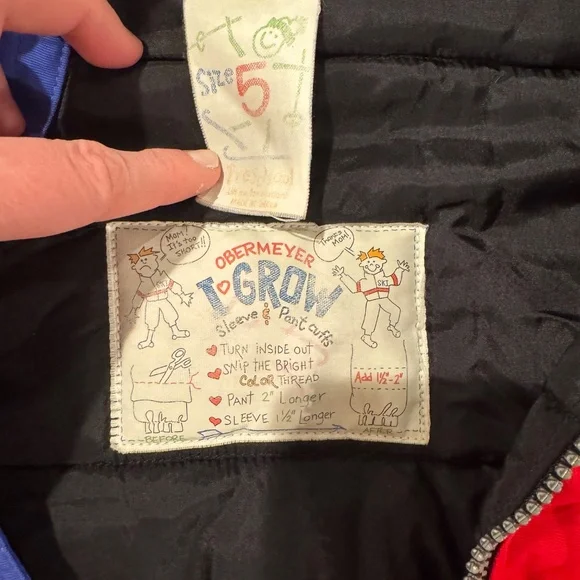 Size 5
Mom!
It's too
SHORT!!
OBERMEYER
I GROW
Sleeve & Pant cuffs
Thanks
Mom!
SKI
TURN INSIDE OUT
SNIP THE BRIGHT
COLOR THREAD
PANT 2" Longer
SLEEVE 1½" longer
Add 1½-2"
BEFORE
AFTER